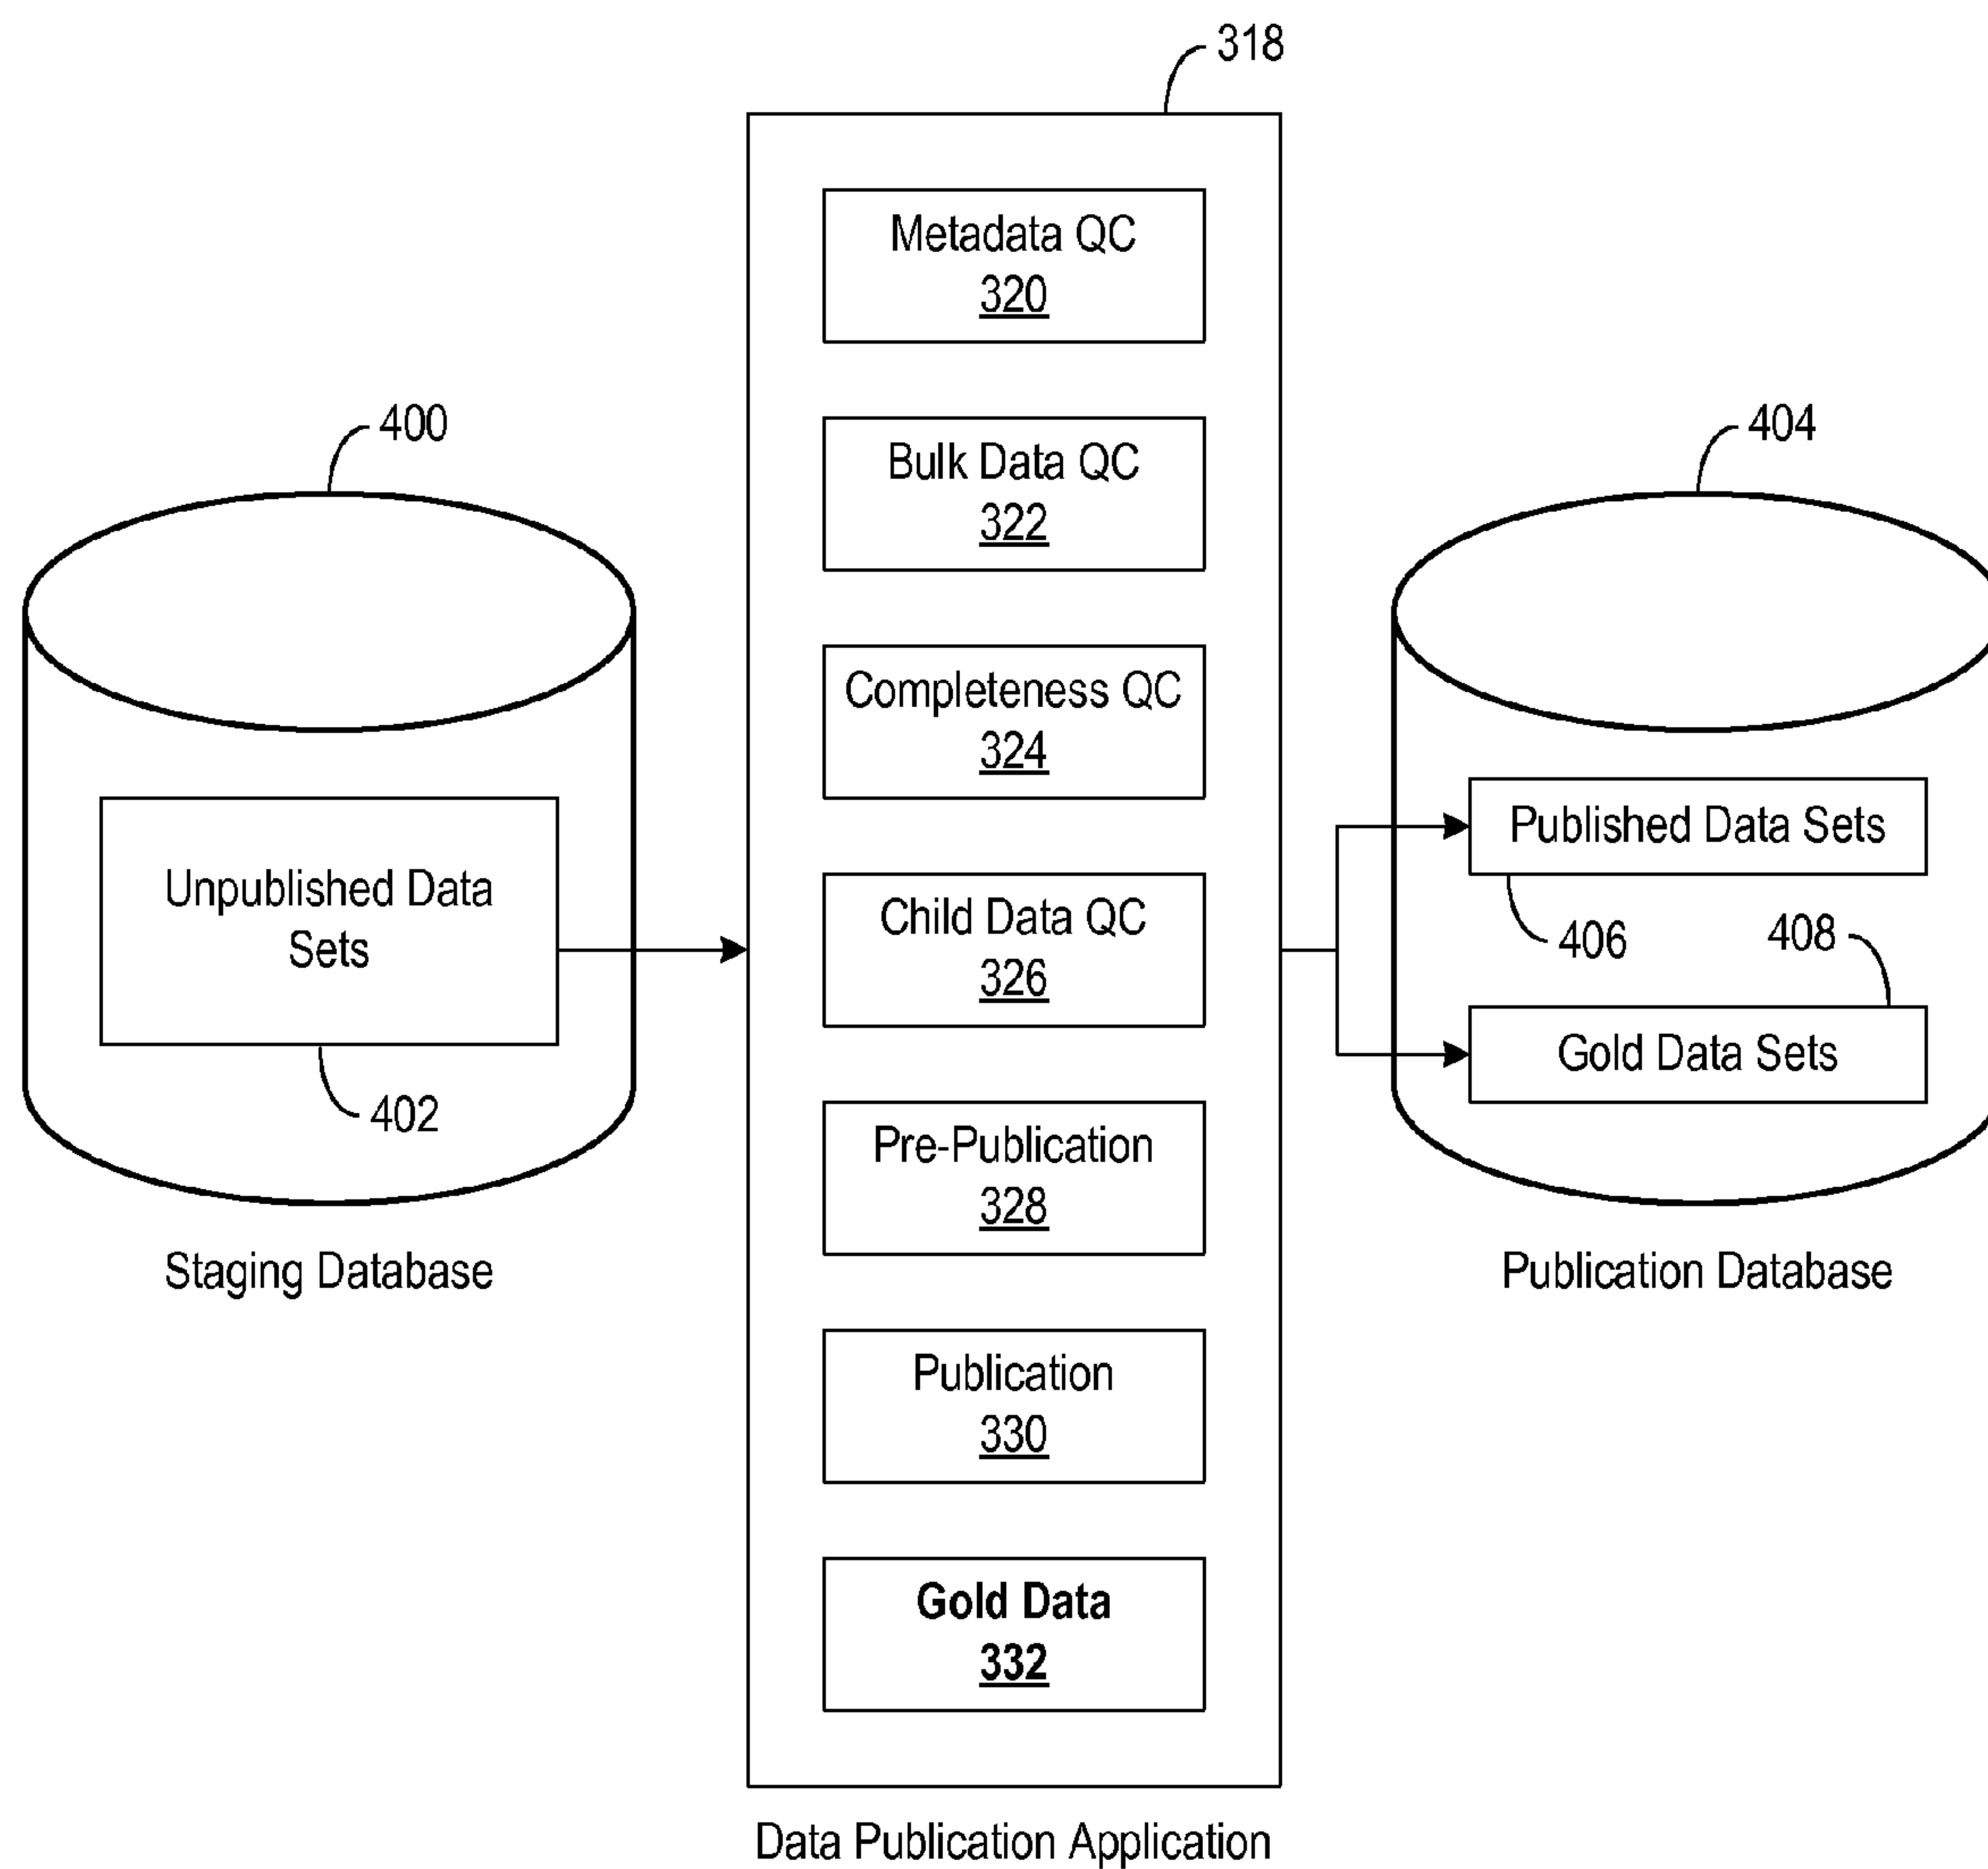 318
Metadata QC
320
400
404
Bulk Data QC
322
Completeness QC
324
Published Data Sets
Unpublished Data
Sets
Child Data QC
326
406
408
Gold Data Sets
402
Pre-Publication
328
Staging Database
Publication Database
Publication
330
Gold Data
332
Data Publication Application